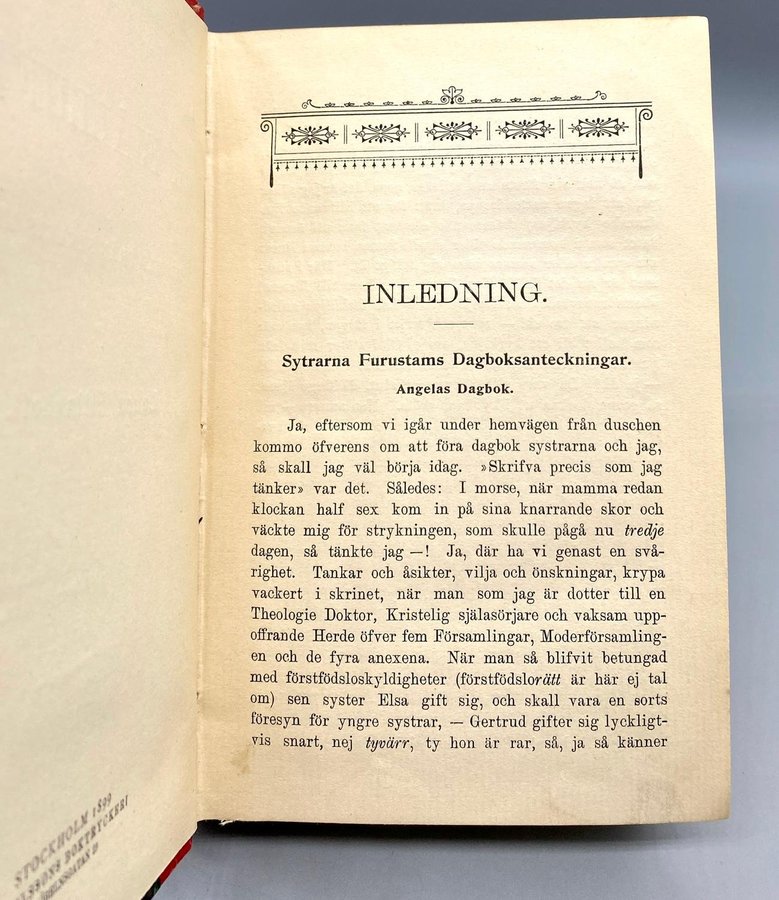 STOCKHOLM 1899
BOKTRYCKERI
INLEDNING.
Sytrarna Furustams Dagboksanteckningar.
Angelas Dagbok.
Ja, eftersom vi igår under hemvägen från duschen
kommo öfverens om att föra dagbok systrarna och jag,
så skall jag väl börja idag. »Skrifva precis som jag
tänker» var det. Således: I morse, när mamma redan
klockan half sex kom in på sina knarrande skor och
väckte mig för strykningen, som skulle pågå nu tredje
dagen, så tänkte jag —! Ja, där ha vi genast en svå-
righet. Tankar och åsikter, vilja och önskningar, krypa
vackert i skrinet, när man som jag är dotter till en
Theologie Doktor, Kristelig själasörjare och vaksam upp-
offrande Herde öfver fem Församlingar, Moderförsamling-
en och de fyra anexena. När man så blifvit betungad
med förstfödsloskyldigheter (förstfödslorätt är här ej tal
om) sen syster Elsa gift sig, och skall vara en sorts
föresyn för yngre systrar, — Gertrud gifter sig lyckligt-
vis snart, nej tyvärr, ty hon är rar, så, ja så känner